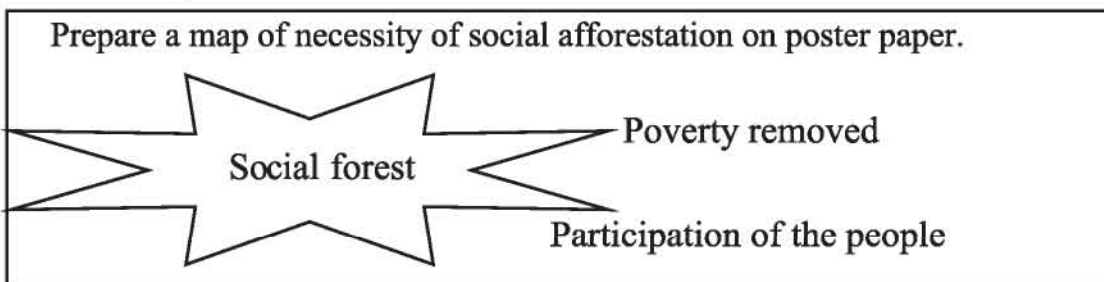 Prepare a map of necessity of social afforestation on poster paper.
Poverty removed
Social forest
Participation of the people